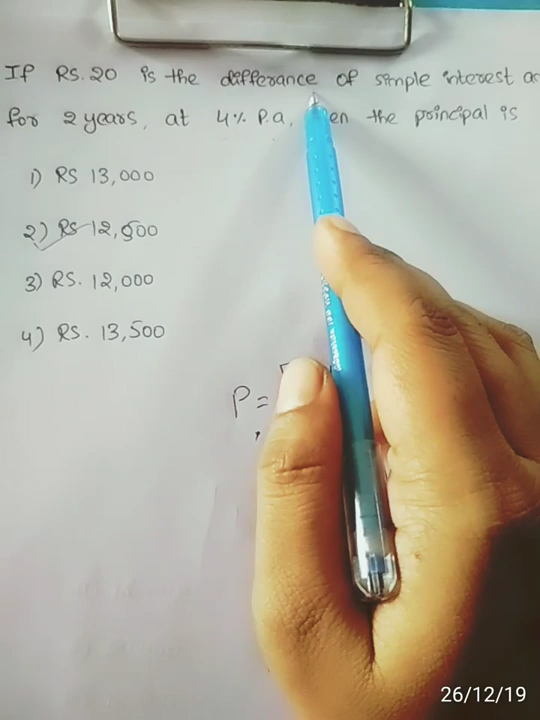 If RS. 20 is the differance of simple interest
for 2 years, at 4% P.a. the principal is
1) RS 13,000
2) RS 12,500
3) RS. 12,000
4) RS. 13,500
P =
26/12/19